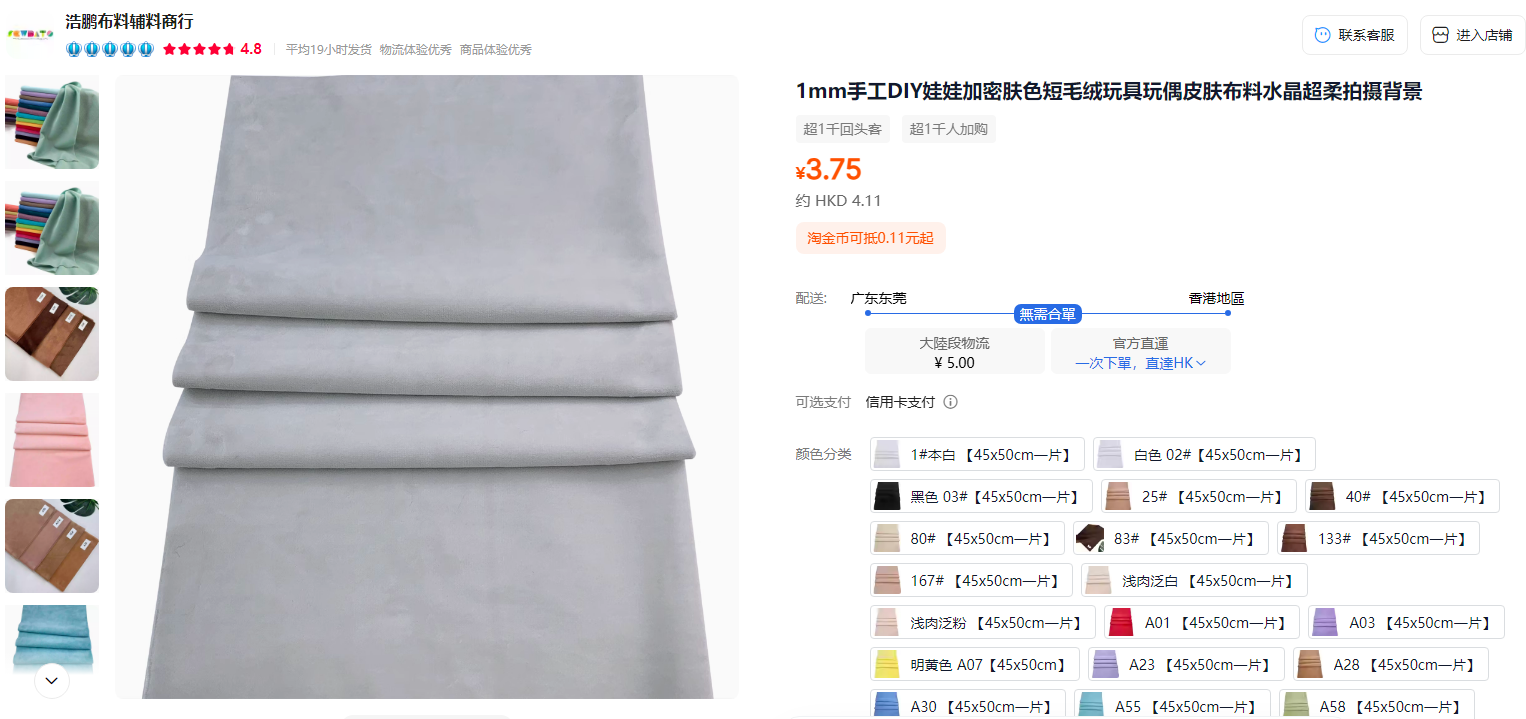 浩鹏布料辅料商行
4.8 平均19小时发货 物流体验优秀 商品体验优秀
联系客服
进入店铺
1mm手工DIY娃娃加密肤色短毛绒玩具玩偶皮肤布料水晶超柔拍摄背景
超1千回头客 超1千人加购
¥3.75
约 HKD 4.11
淘金币可抵0.11元起
配送: 广东东莞 香港地區
無需合單
大陸段物流 官方直運
¥ 5.00 一次下單，直達HK
可选支付 信用卡支付
颜色分类 1#本白 【45x50cm一片】 白色 02#【45x50cm一片】
黑色 03#【45x50cm一片】 25# 【45x50cm一片】 40# 【45x50cm一片】
80# 【45x50cm一片】 83# 【45x50cm一片】 133# 【45x50cm一片】
167# 【45x50cm一片】 浅肉泛白 【45x50cm一片】
浅肉泛粉 【45x50cm一片】 A01 【45x50cm一片】 A03 【45x50cm一片】
明黄色 A07【45x50cm】 A23 【45x50cm一片】 A28 【45x50cm一片】
A30 【45x50cm一片】 A55 【45x50cm一片】 A58 【45x50cm一片】